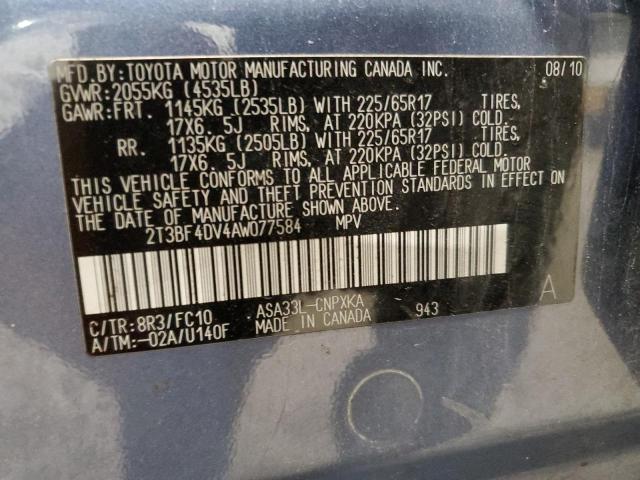 MFD.BY:TOYOTA MOTOR MANUFACTURING CANADA INC. 08/10
GVWR:2055KG (4535LB)
GAWR:FRT. 1145KG (2535LB) WITH 225/65R17 TIRES,
17X6. 5J RIMS, AT 220KPA (32PSI) COLD.
RR. 1135KG (2505LB) WITH 225/65R17 TIRES,
17X6. 5J RIMS, AT 220KPA (32PSI) COLD
THIS VEHICLE CONFORMS TO ALL APPLICABLE FEDERAL MOTOR
VEHICLE SAFETY AND THEFT PREVENTION STANDARDS IN EFFECT ON
THE DATE OF MANUFACTURE SHOWN ABOVE.
2T3BF4DV4AW077584 MPV
C/TR:8R3/FC10 ASA33L-CNPXKA A
A/TM:-02A/U140F MADE IN CANADA 943